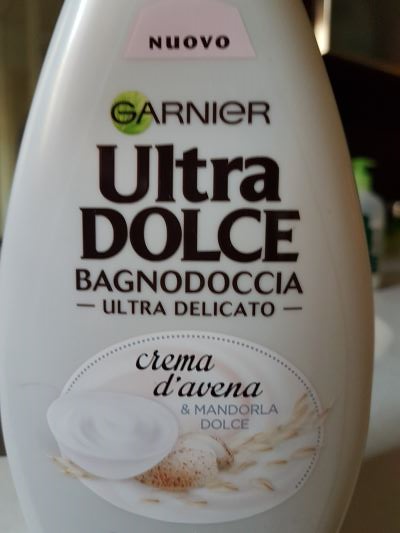 NUOVO
GARNIER
Ultra
DOLCE
BAGNODOCCIA
— ULTRA DELICATO —
crema
d'avena
& MANDORLA
DOLCE